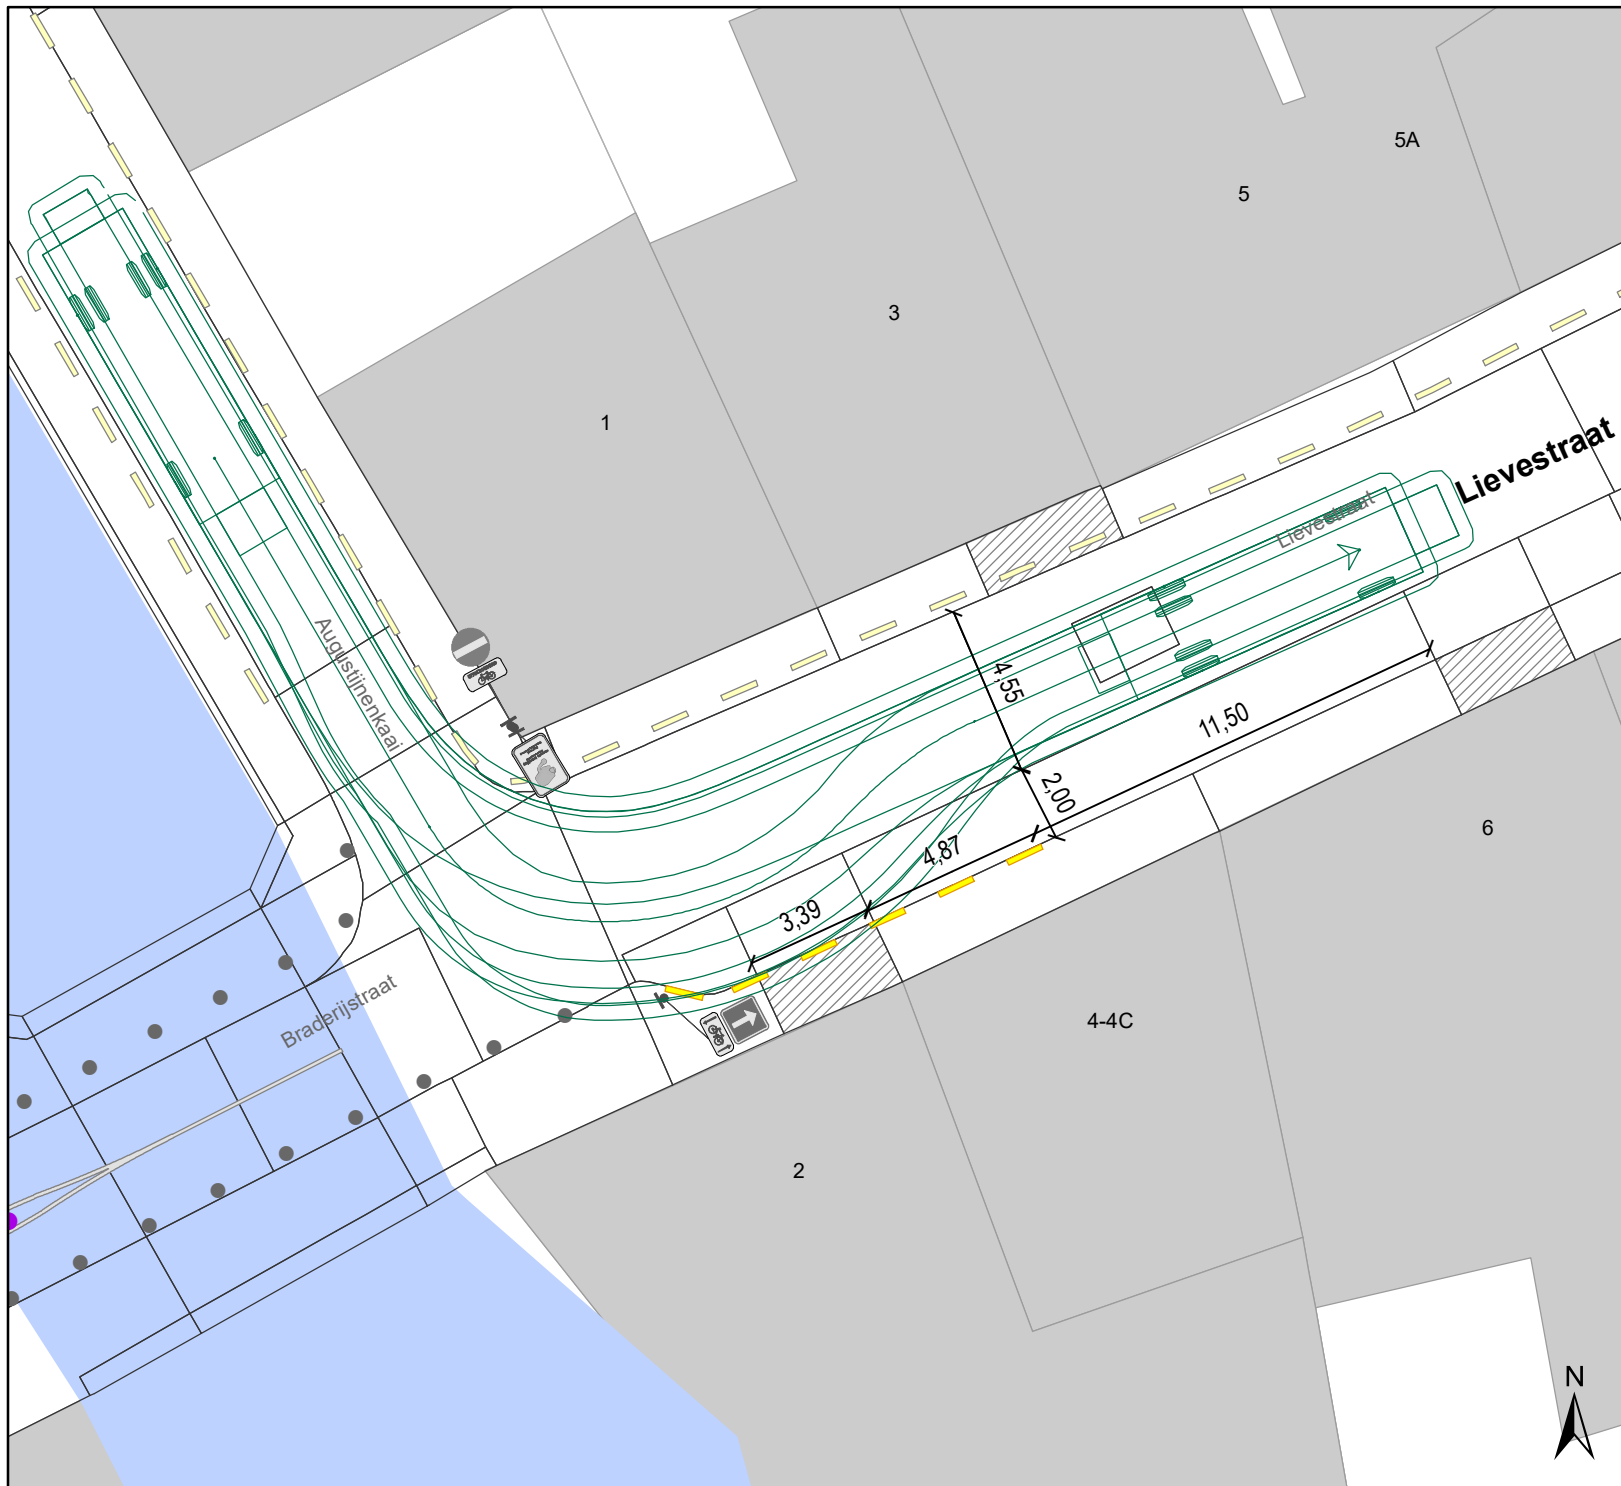 5A
5
3
1
Lievestraat
Lievestraat
Augustijnenkaai
4,55
11,50
2,00
4,87
3,39
6
Braderijstraat
4-4C
2
N